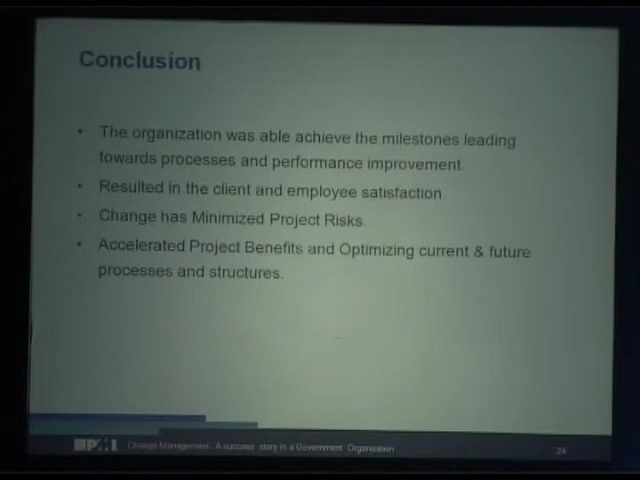 Conclusion
• The organization was able achieve the milestones leading
towards processes and performance improvement.
• Resulted in the client and employee satisfaction.
• Change has Minimized Project Risks.
• Accelerated Project Benefits and Optimizing current & future
processes and structures.
PMI Change Management: A success story in a Government Organization 24